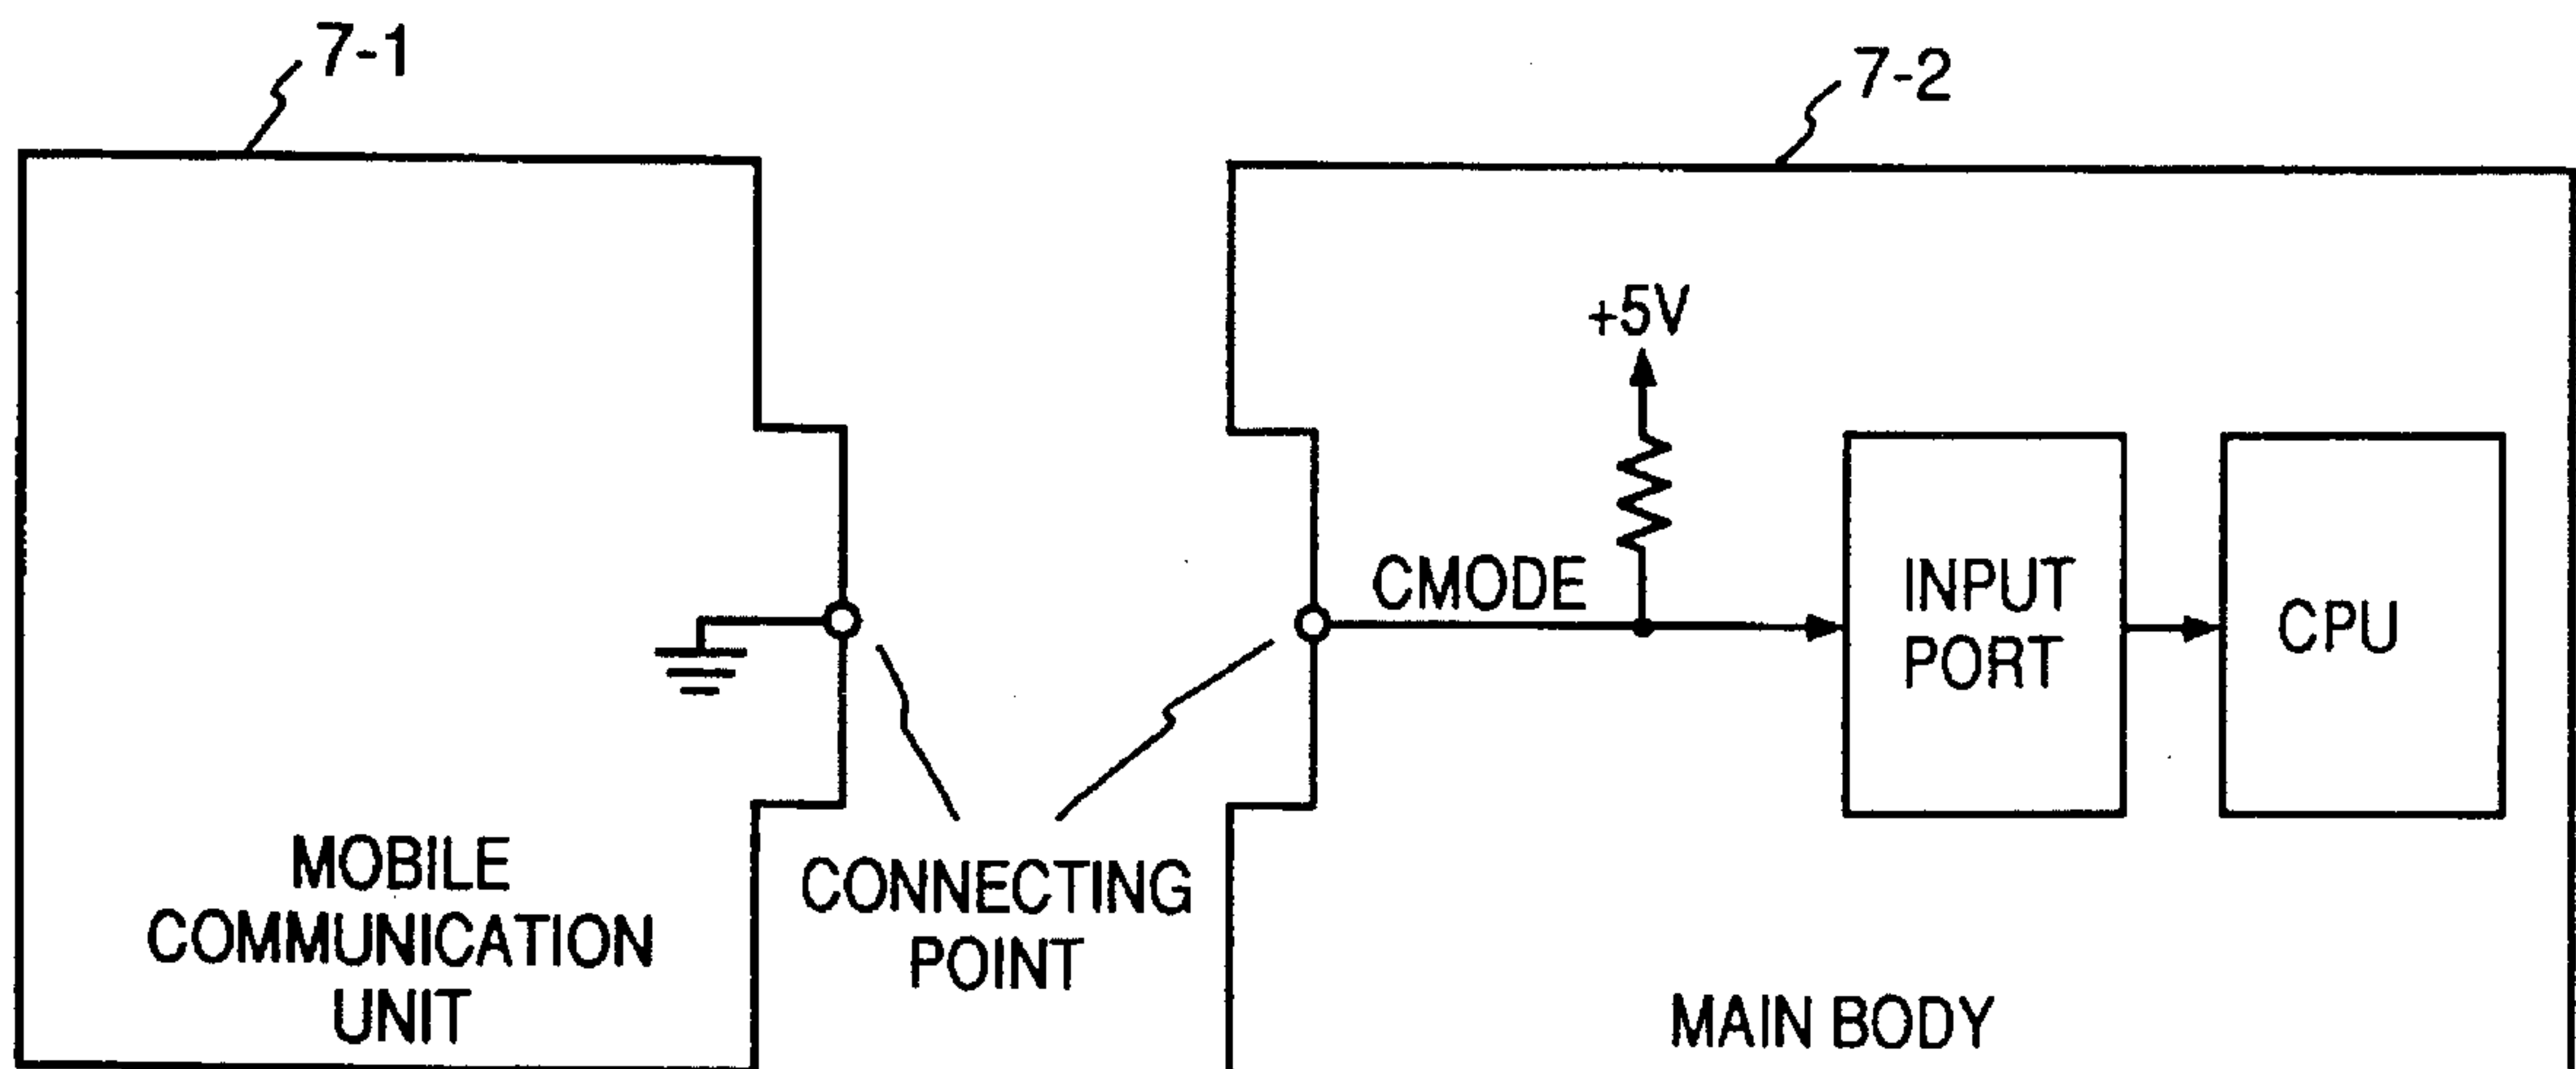 7-1
7-2
+5V
CMODE
INPUT
PORT
CPU
MOBILE
COMMUNICATION
UNIT
CONNECTING
POINT
MAIN BODY